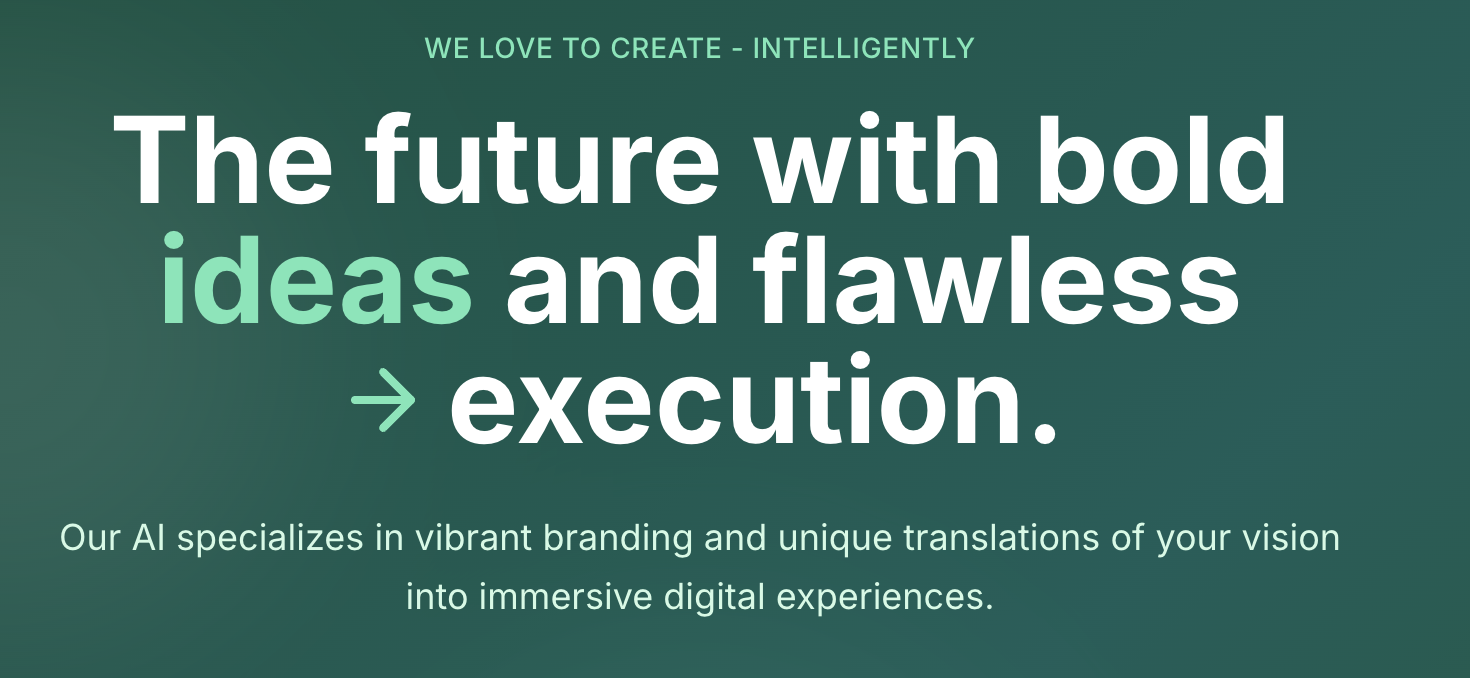 WE LOVE TO CREATE - INTELLIGENTLY
The future with bold
ideas and flawless
→ execution.
Our AI specializes in vibrant branding and unique translations of your vision
into immersive digital experiences.